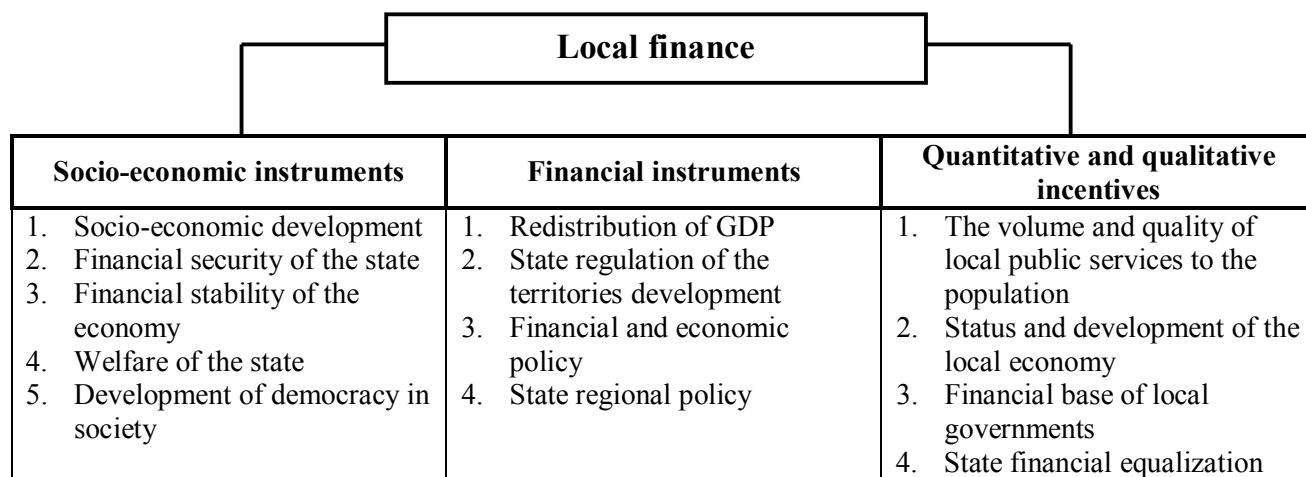 Local finance
Socio-economic instruments
1. Socio-economic development
2. Financial security of the state
3. Financial stability of the
economy
4. Welfare of the state
5. Development of democracy in
society
Financial instruments
1. Redistribution of GDP
2. State regulation of the
territories development
3. Financial and economic
policy
4. State regional policy
Quantitative and qualitative
incentives
1. The volume and quality of
local public services to the
population
2. Status and development of the
local economy
3. Financial base of local
governments
4. State financial equalization